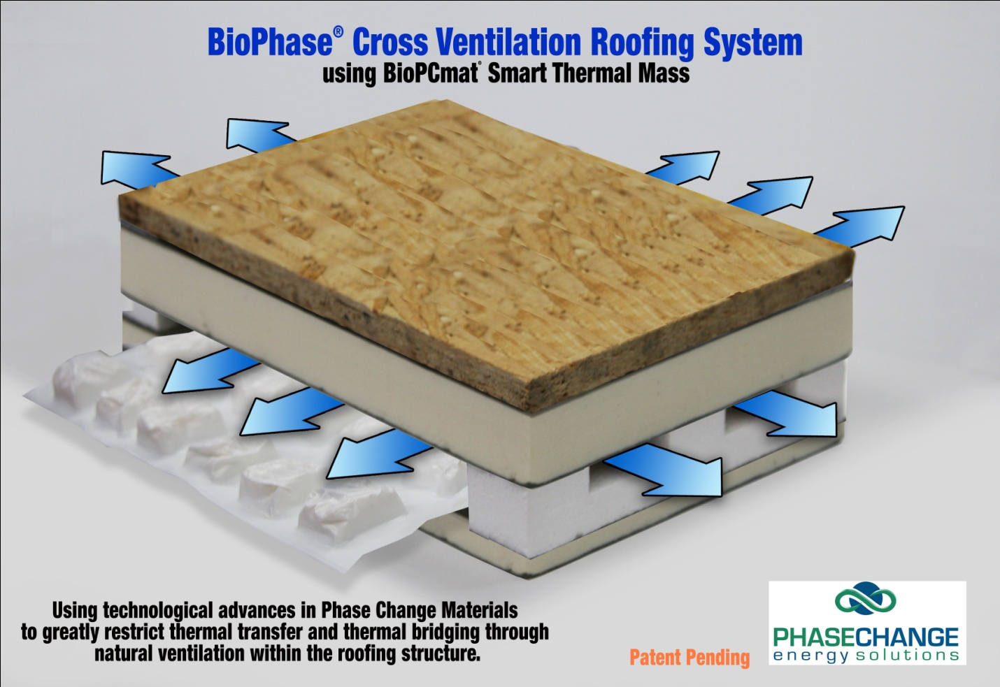 BioPhase® Cross Ventilation Roofing System
using BioPCmat® Smart Thermal Mass
Using technological advances in Phase Change Materials
to greatly restrict thermal transfer and thermal bridging through
natural ventilation within the roofing structure.
Patent Pending
PHASECHANGE
energy solutions